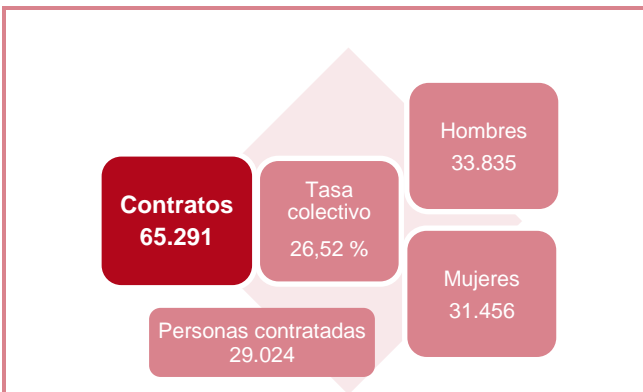 Contratos
65.291
Tasa
colectivo
26,52 %
Hombres
33.835
Mujeres
31.456
Personas contratadas
29.024